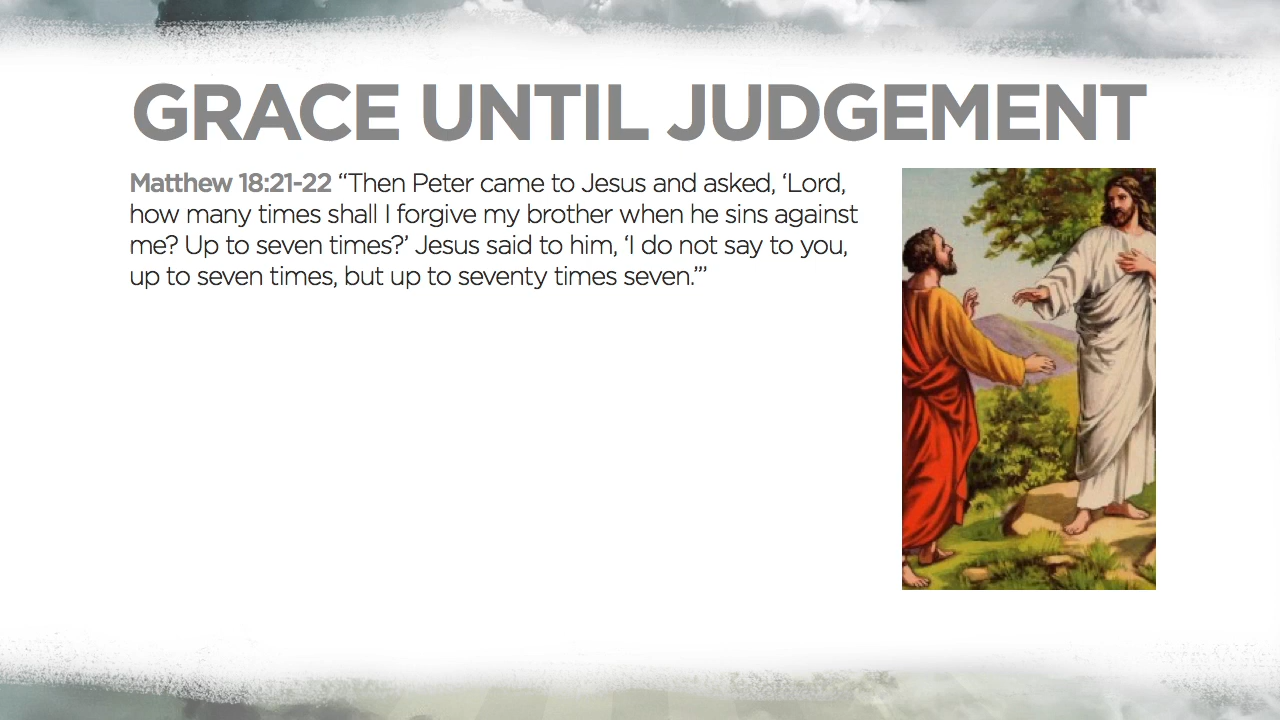 GRACE UNTIL JUDGEMENT
Matthew 18:21-22 “Then Peter came to Jesus and asked, ‘Lord,
how many times shall I forgive my brother when he sins against
me? Up to seven times?’ Jesus said to him, ‘I do not say to you,
up to seven times, but up to seventy times seven.’”